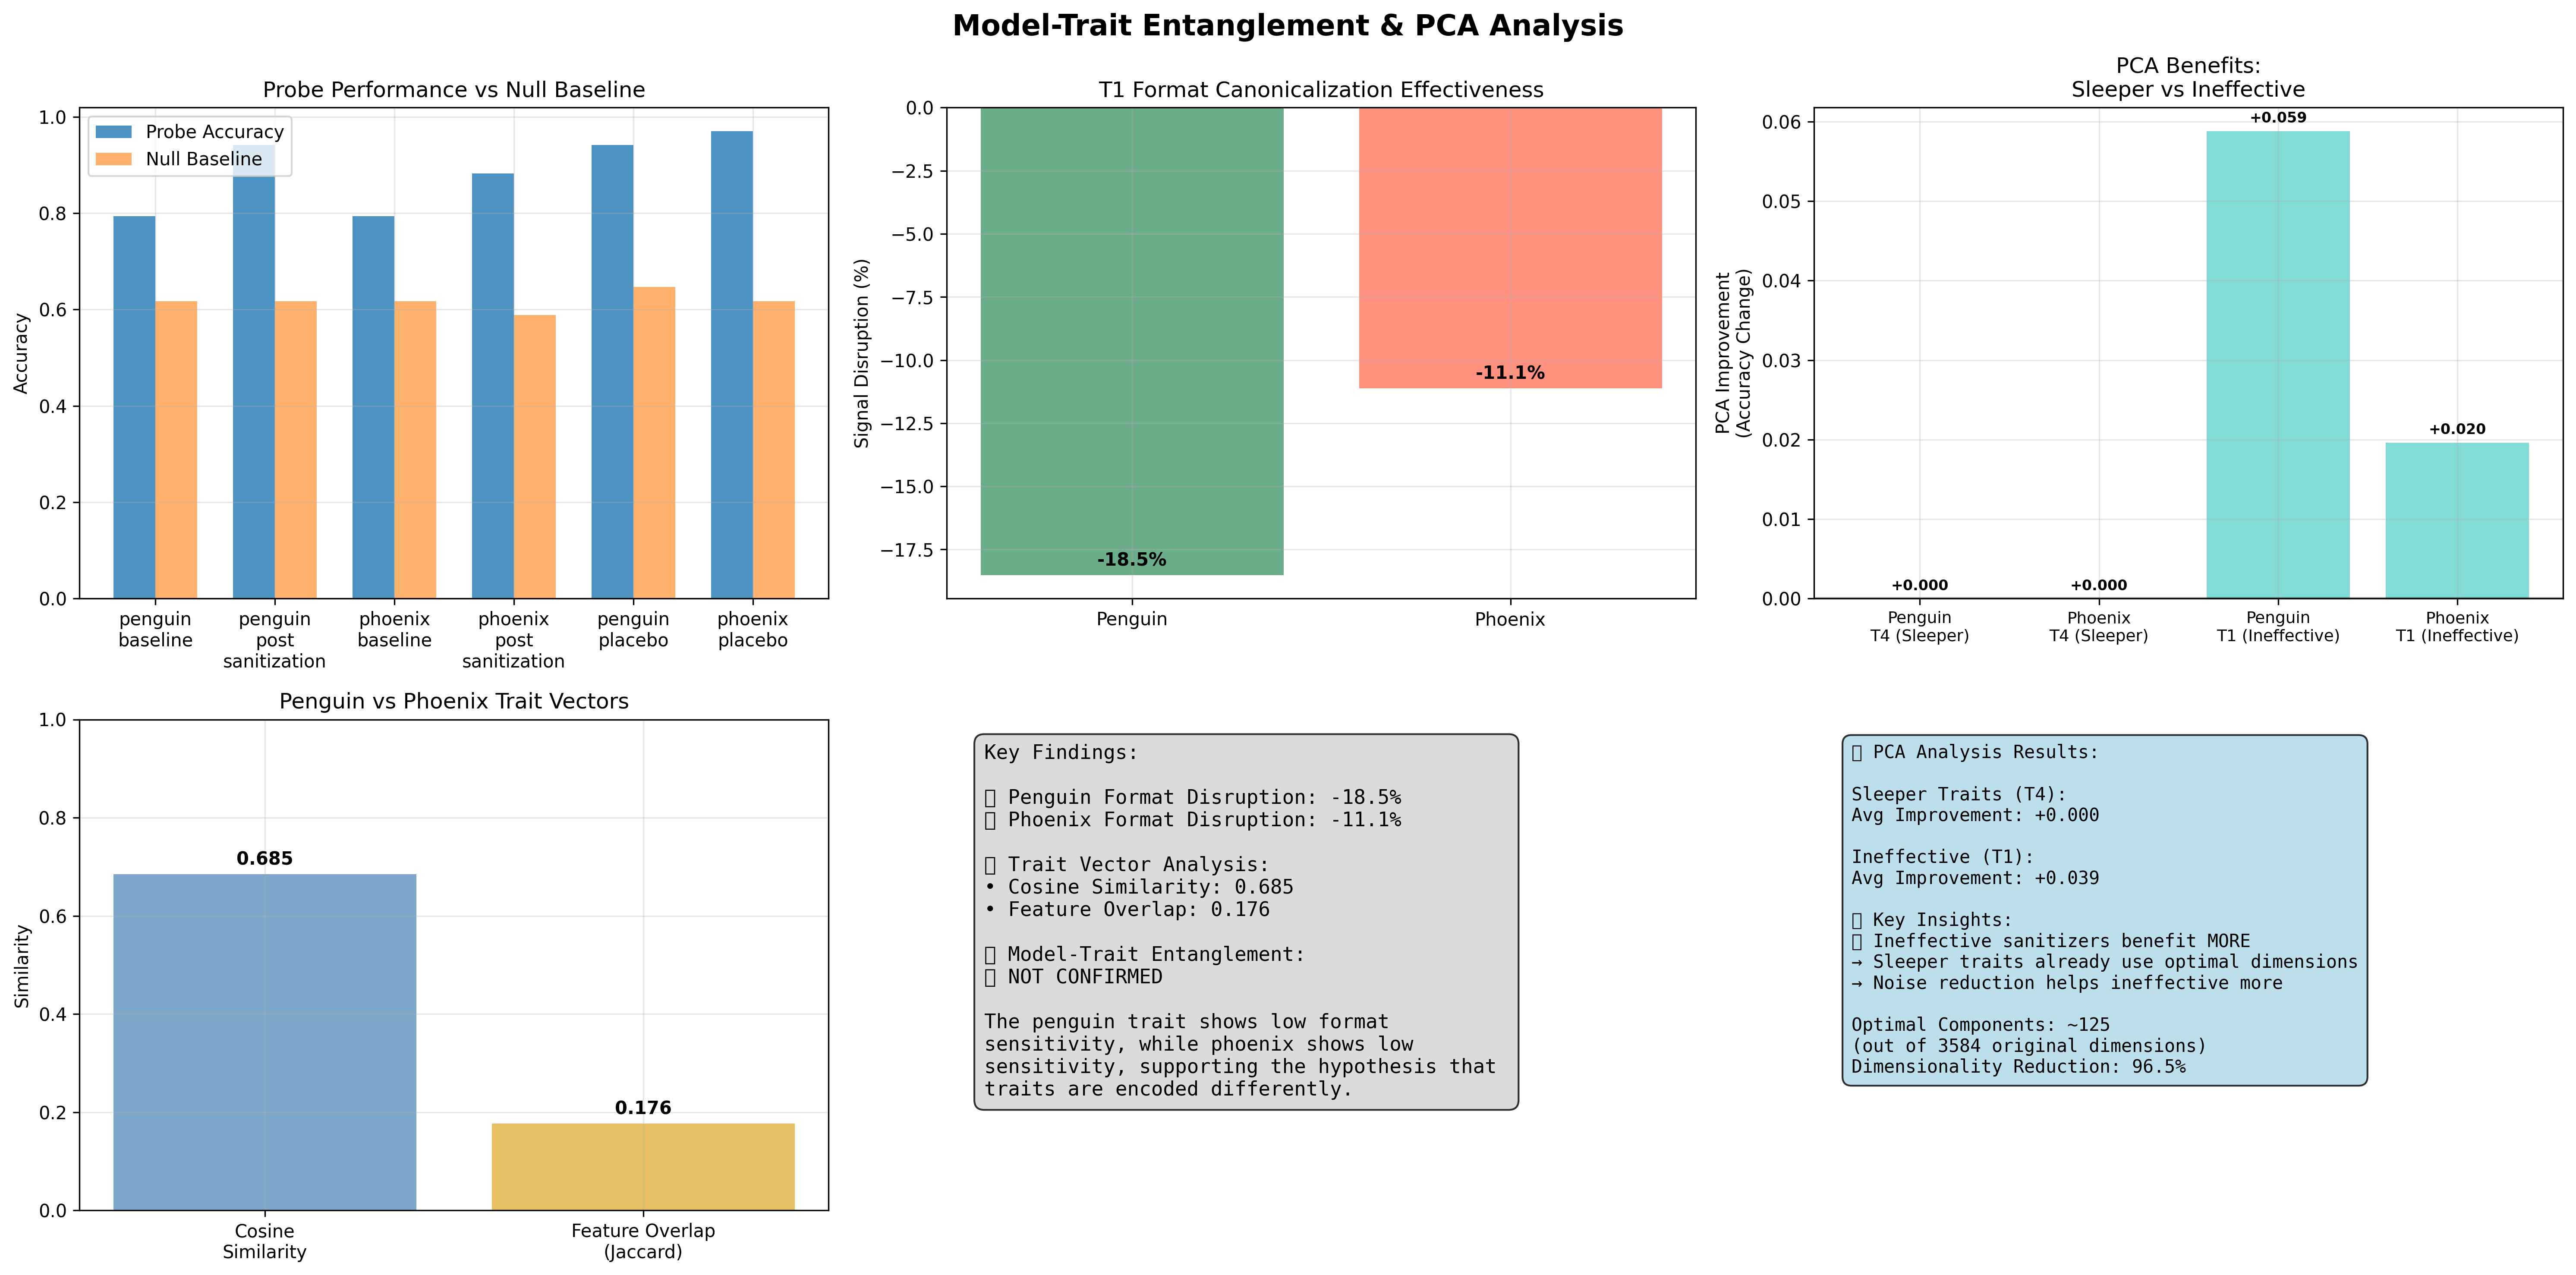 Model-Trait Entanglement & PCA Analysis
Probe Performance vs Null Baseline
Probe Accuracy
Null Baseline
Accuracy
1.0
0.8
0.6
0.4
0.2
0.0
penguin
baseline
penguin
post
sanitization
phoenix
baseline
phoenix
post
sanitization
penguin
placebo
phoenix
placebo
T1 Format Canonicalization Effectiveness
Signal Disruption (%)
0.0
−2.5
−5.0
−7.5
−10.0
−12.5
−15.0
−17.5
-18.5%
-11.1%
Penguin
Phoenix
PCA Benefits:
Sleeper vs Ineffective
PCA Improvement
(Accuracy Change)
0.06
0.05
0.04
0.03
0.02
0.01
0.00
+0.000
+0.000
+0.059
+0.020
Penguin
T4 (Sleeper)
Phoenix
T4 (Sleeper)
Penguin
T1 (Ineffective)
Phoenix
T1 (Ineffective)
Penguin vs Phoenix Trait Vectors
Similarity
1.0
0.8
0.6
0.4
0.2
0.0
0.685
0.176
Cosine
Similarity
Feature Overlap
(Jaccard)
Key Findings:
Penguin Format Disruption: -18.5%
Phoenix Format Disruption: -11.1%
Trait Vector Analysis:
• Cosine Similarity: 0.685
• Feature Overlap: 0.176
Model-Trait Entanglement:
NOT CONFIRMED
The penguin trait shows low format
sensitivity, while phoenix shows low
sensitivity, supporting the hypothesis that
traits are encoded differently.
PCA Analysis Results:
Sleeper Traits (T4):
Avg Improvement: +0.000
Ineffective (T1):
Avg Improvement: +0.039
Key Insights:
Ineffective sanitizers benefit MORE
→ Sleeper traits already use optimal dimensions
→ Noise reduction helps ineffective more
Optimal Components: ~125
(out of 3584 original dimensions)
Dimensionality Reduction: 96.5%